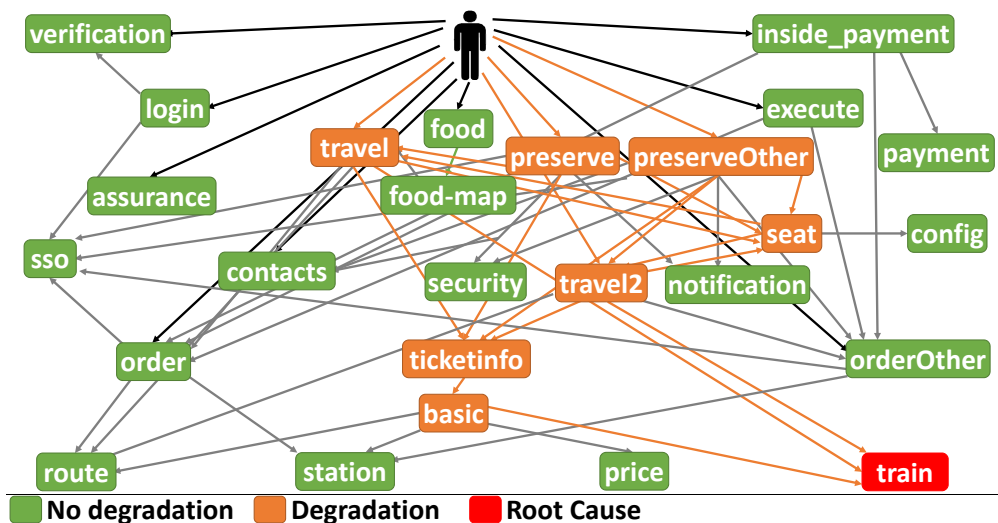 verification
inside_payment
login
execute
food
travel
preserve
preserveOther
payment
assurance
food-map
seat
config
sso
contacts
security
travel2
notification
order
ticketinfo
orderOther
basic
route
station
price
train
No degradation
Degradation
Root Cause